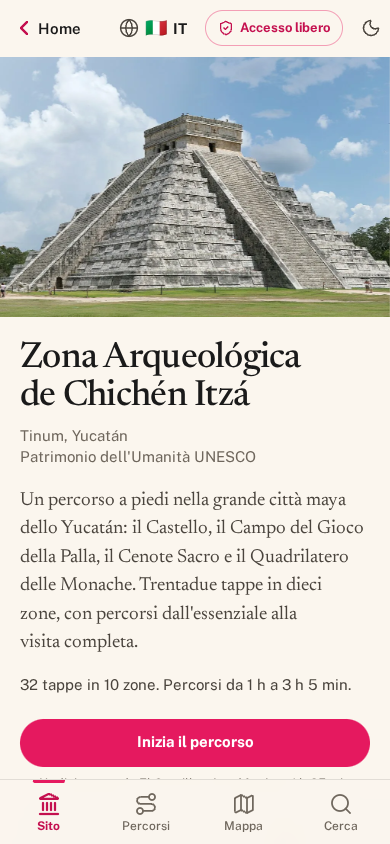 Home
IT
Accesso libero
Zona Arqueológica
de Chichén Itzá
Tinum, Yucatán
Patrimonio dell'Umanità UNESCO
Un percorso a piedi nella grande città maya
dello Yucatán: il Castello, il Campo del Gioco
della Palla, il Cenote Sacro e il Quadrilatero
delle Monache. Trentadue tappe in dieci
zone, con percorsi dall'essenziale alla
visita completa.
32 tappe in 10 zone. Percorsi da 1 h a 3 h 5 min.
Inizia il percorso
Sito
Percorsi
Mappa
Cerca